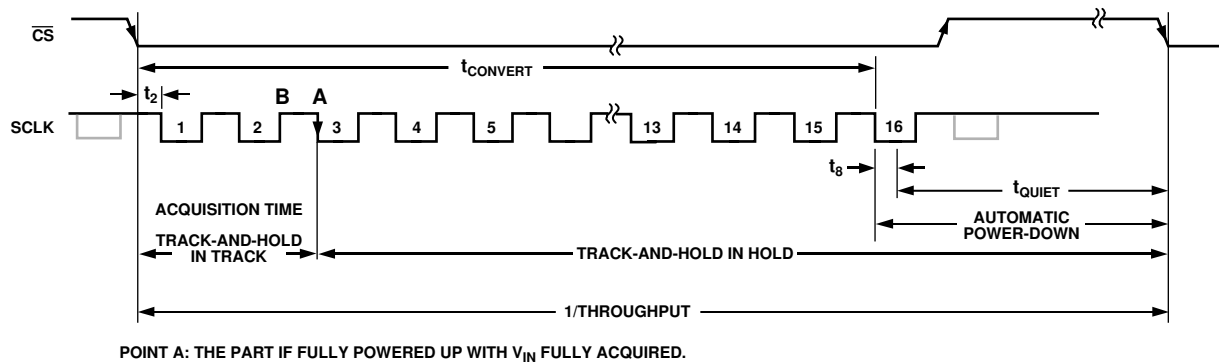 CS
tCONVERT
t2
B A
SCLK
1 2 3 4 5 13 14 15 16
t8
tQUIET
ACQUISITION TIME
AUTOMATIC
POWER-DOWN
TRACK-AND-HOLD
IN TRACK
TRACK-AND-HOLD IN HOLD
1/THROUGHPUT
POINT A: THE PART IF FULLY POWERED UP WITH VIN FULLY ACQUIRED.